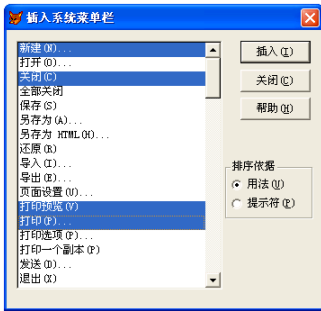 插入系统菜单栏
新建(N)...
打开(O)...
关闭(C)
全部关闭
保存(S)
另存为(A)...
另存为 HTML(H)...
还原(R)
导入(I)...
导出(E)...
页面设置(U)...
打印预览(V)
打印(P)...
打印选项(P)...
打印一个副本(P)
发送(D)...
退出(X)
插入(I)
关闭(C)
帮助(H)
排序依据
用法(U)
提示符(P)